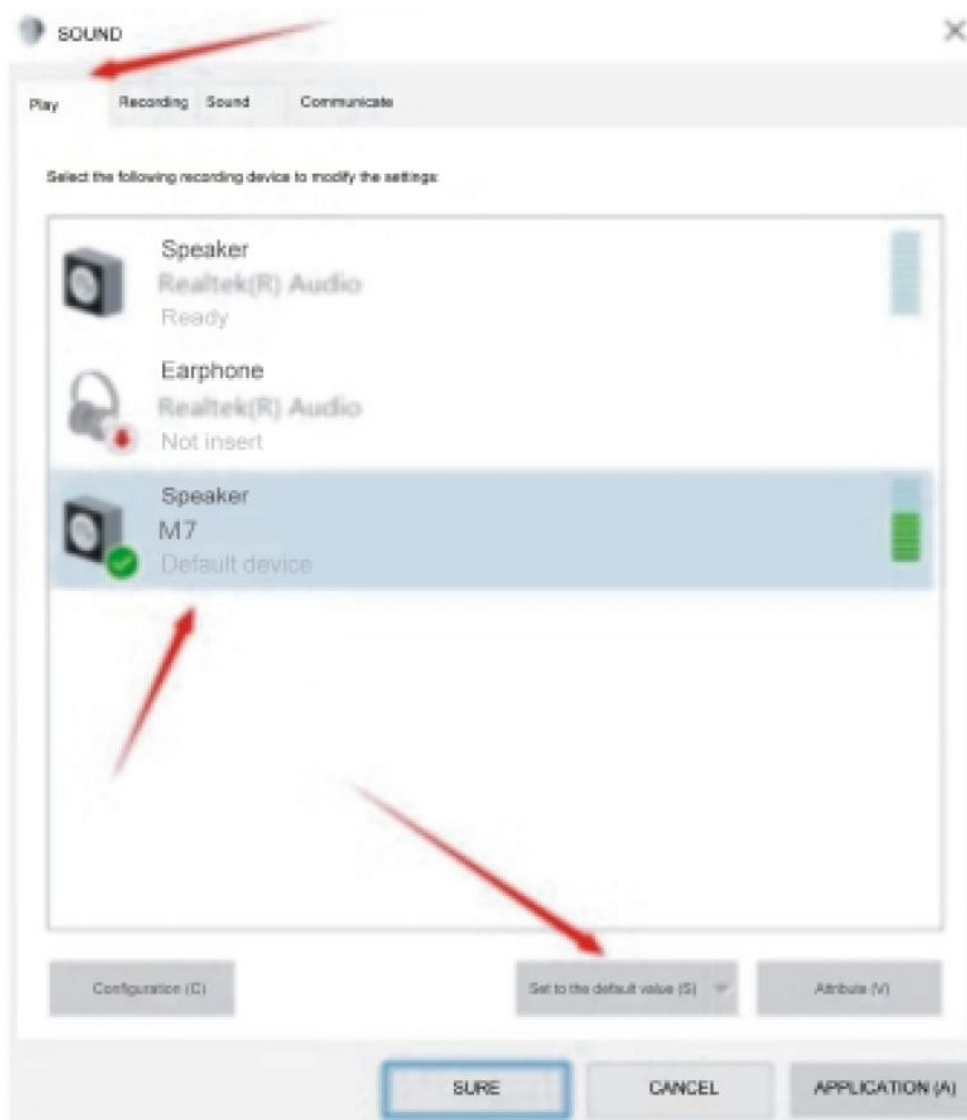 SOUND
Play Recording Sound Communicate
Select the following recording device to modify the settings:
Speaker
Realtek(R) Audio
Ready
Earphone
Realtek(R) Audio
Not insert
Speaker
M7
Default device
Configuration (C) Set to the default value (S) Attribute (V)
SURE CANCEL APPLICATION (A)